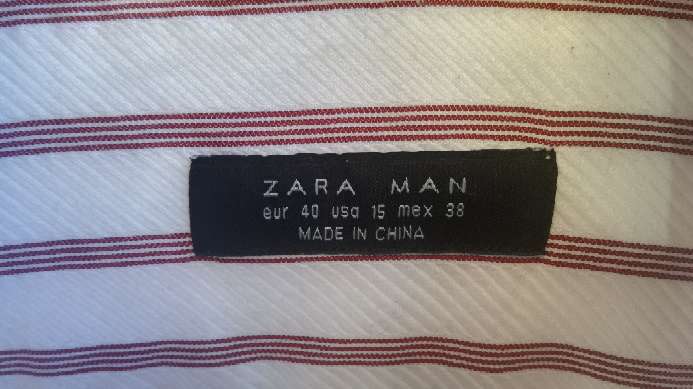 ZARA MAN
eur 40 usa 15 mex 38
MADE IN CHINA